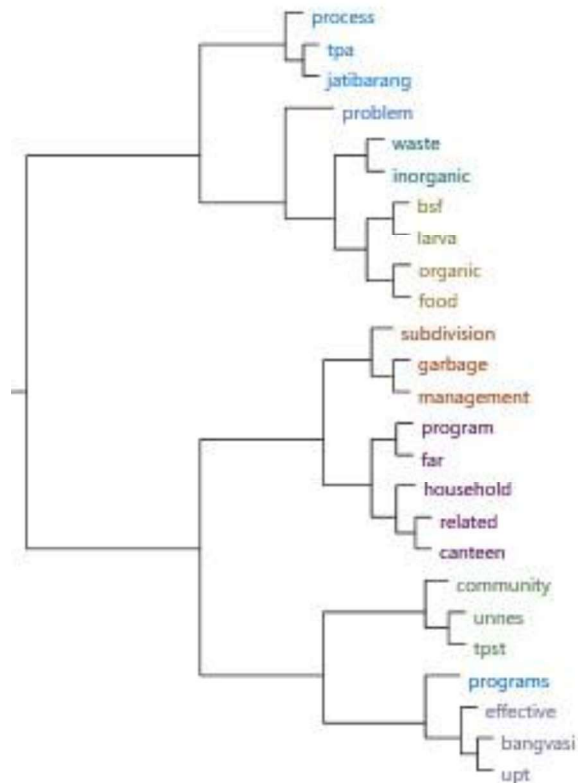 process
tpa
jatibarang
problem
waste
inorganic
bsf
larva
organic
food
subdivision
garbage
management
program
far
household
related
canteen
community
unnes
tpst
programs
effective
bangvasi
upt